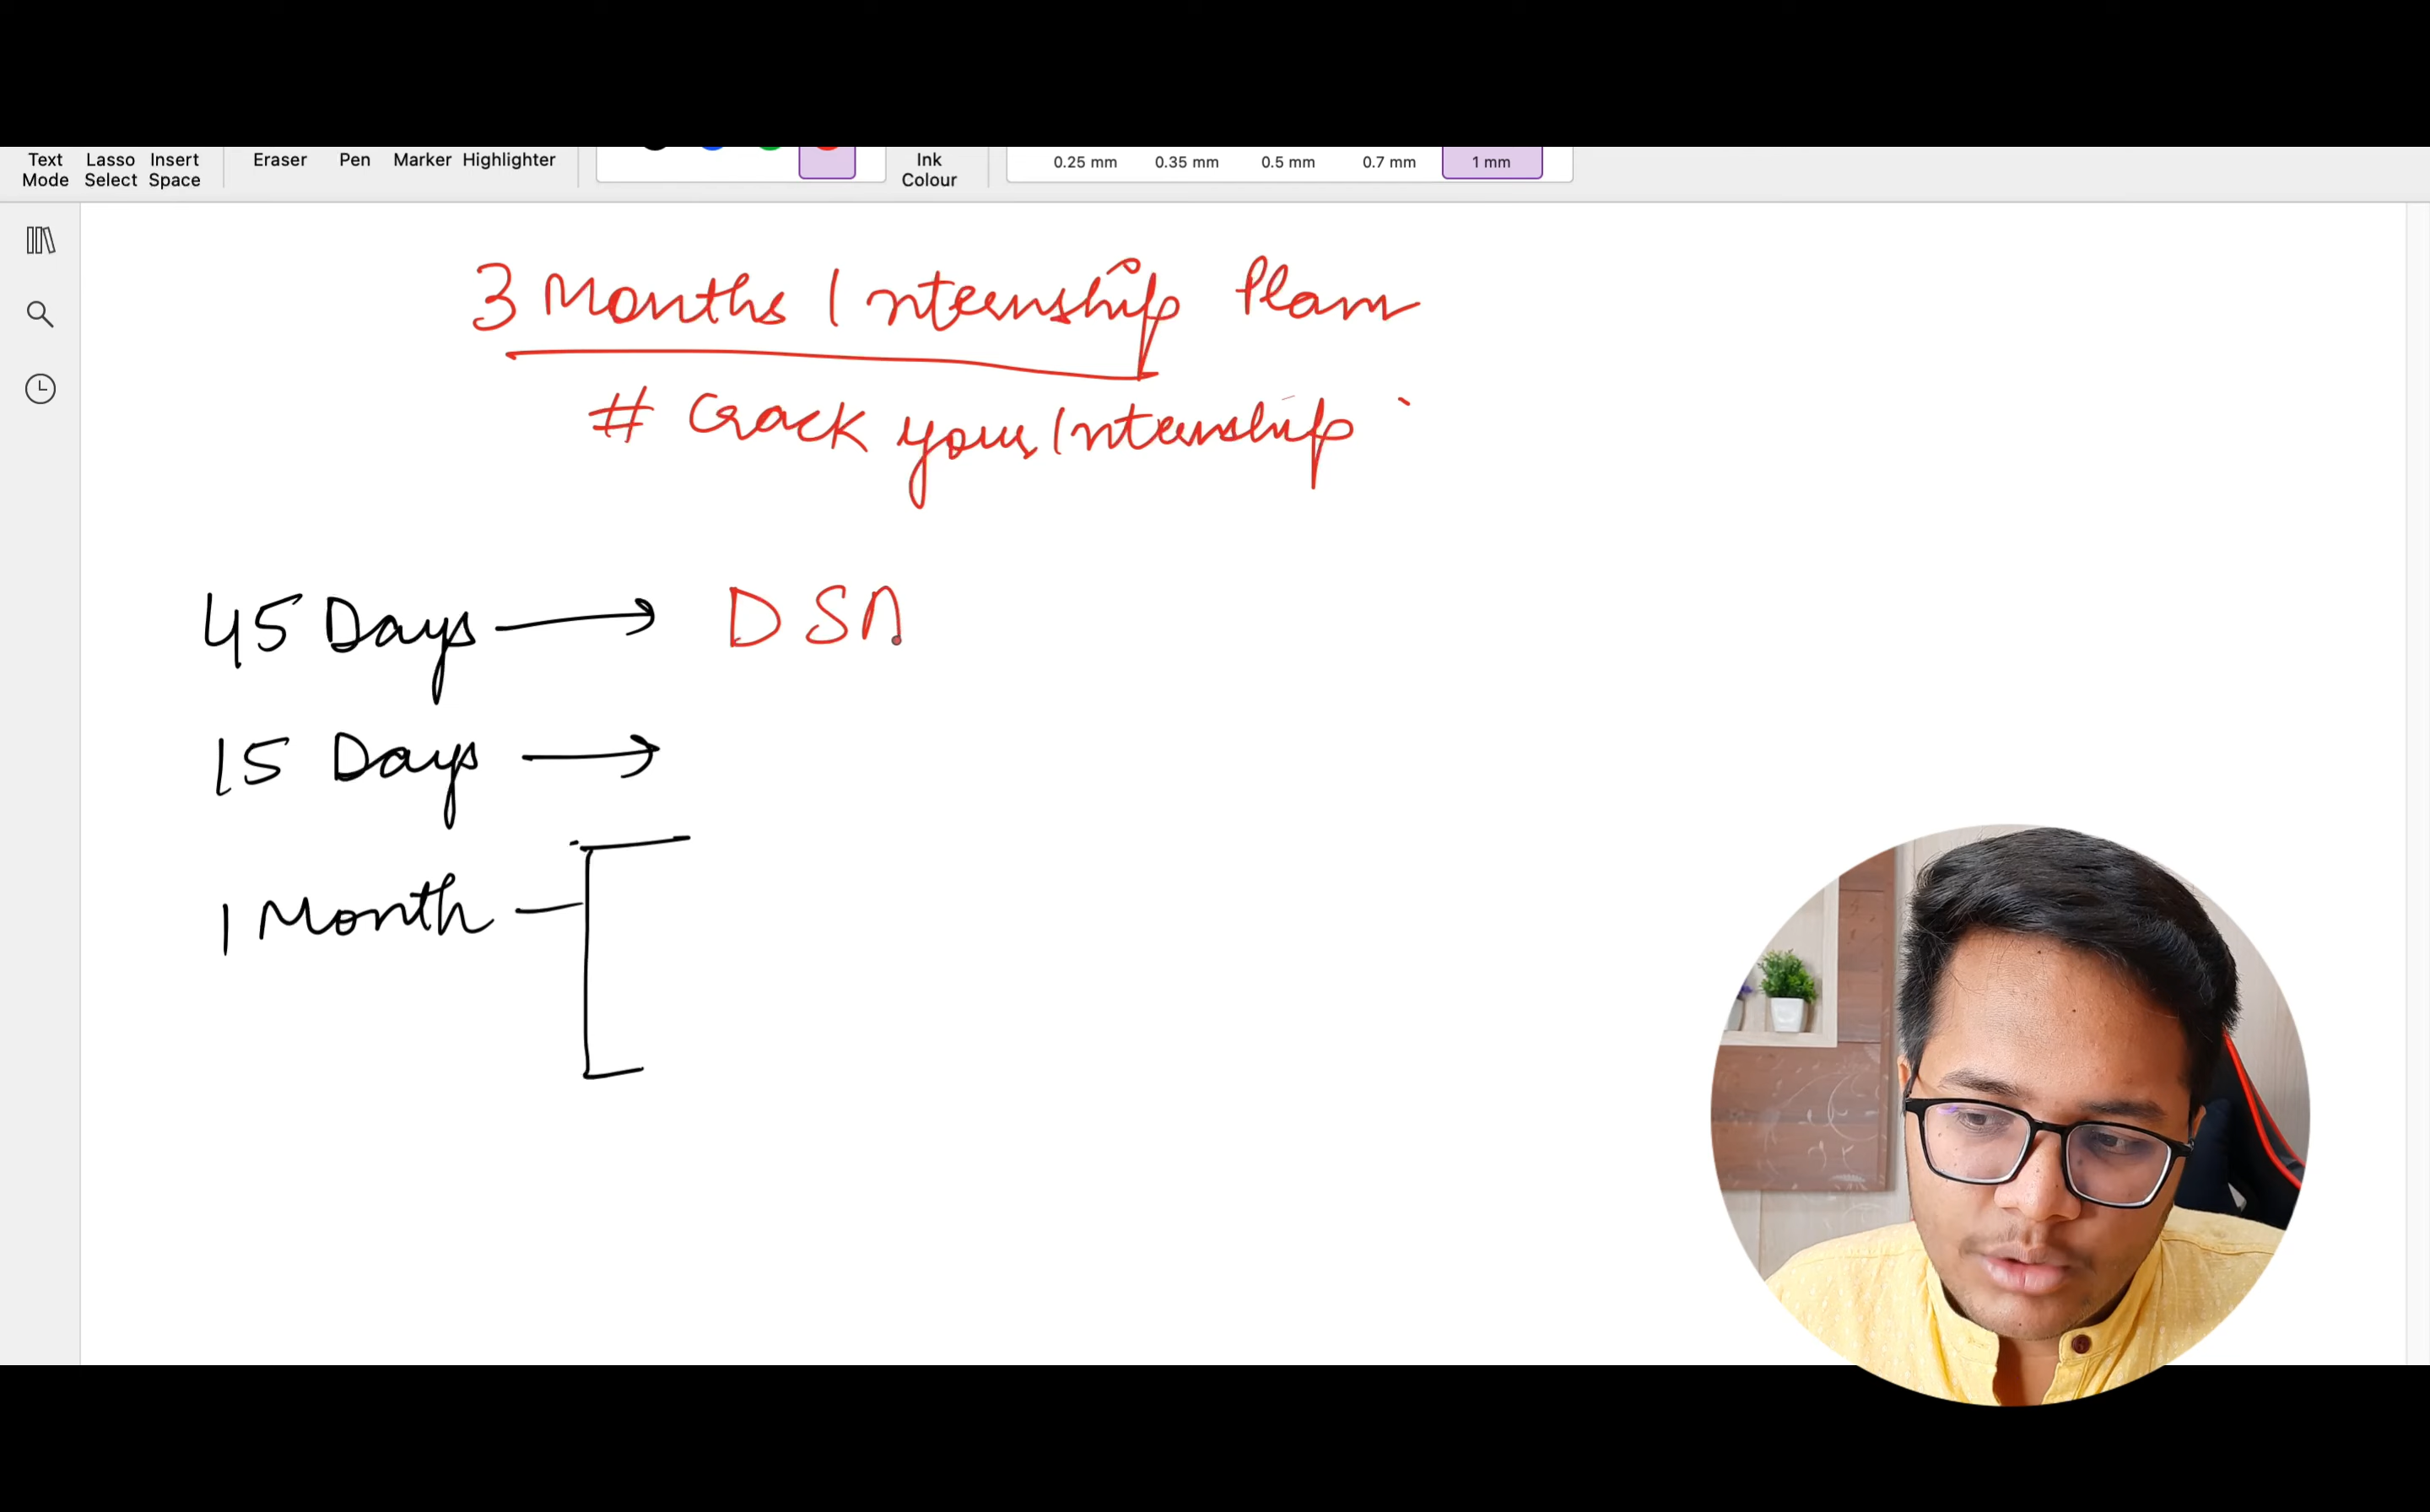 Text Mode
Lasso Select
Insert Space
Eraser
Pen
Marker
Highlighter
Ink Colour
0.25 mm
0.35 mm
0.5 mm
0.7 mm
1 mm
3 Months Internship Plan
# Crack your Internship
45 Days → DSA
15 Days →
1 Month